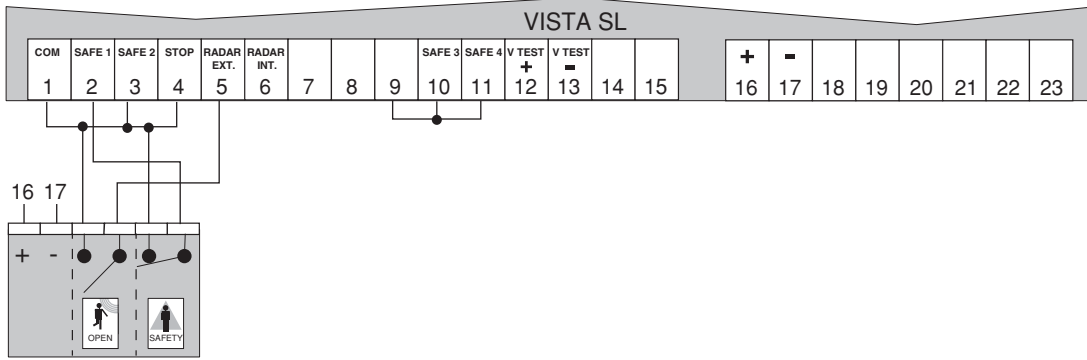 VISTA SL
COM SAFE 1 SAFE 2 STOP RADAR EXT. RADAR INT. SAFE 3 SAFE 4 V TEST + V TEST -
1 2 3 4 5 6 7 8 9 10 11 12 13 14 15
+ -
16 17 18 19 20 21 22 23
16 17
+ -
OPEN SAFETY